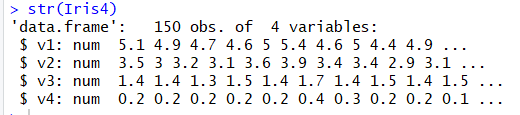 > str(Iris4)
'data.frame':   150 obs. of  4 variables:
 $ v1: num  5.1 4.9 4.7 4.6 5 5.4 4.6 5 4.4 4.9 ...
 $ v2: num  3.5 3 3.2 3.1 3.6 3.9 3.4 3.4 2.9 3.1 ...
 $ v3: num  1.4 1.4 1.3 1.5 1.4 1.7 1.4 1.5 1.4 1.5 ...
 $ v4: num  0.2 0.2 0.2 0.2 0.2 0.4 0.3 0.2 0.2 0.1 ...